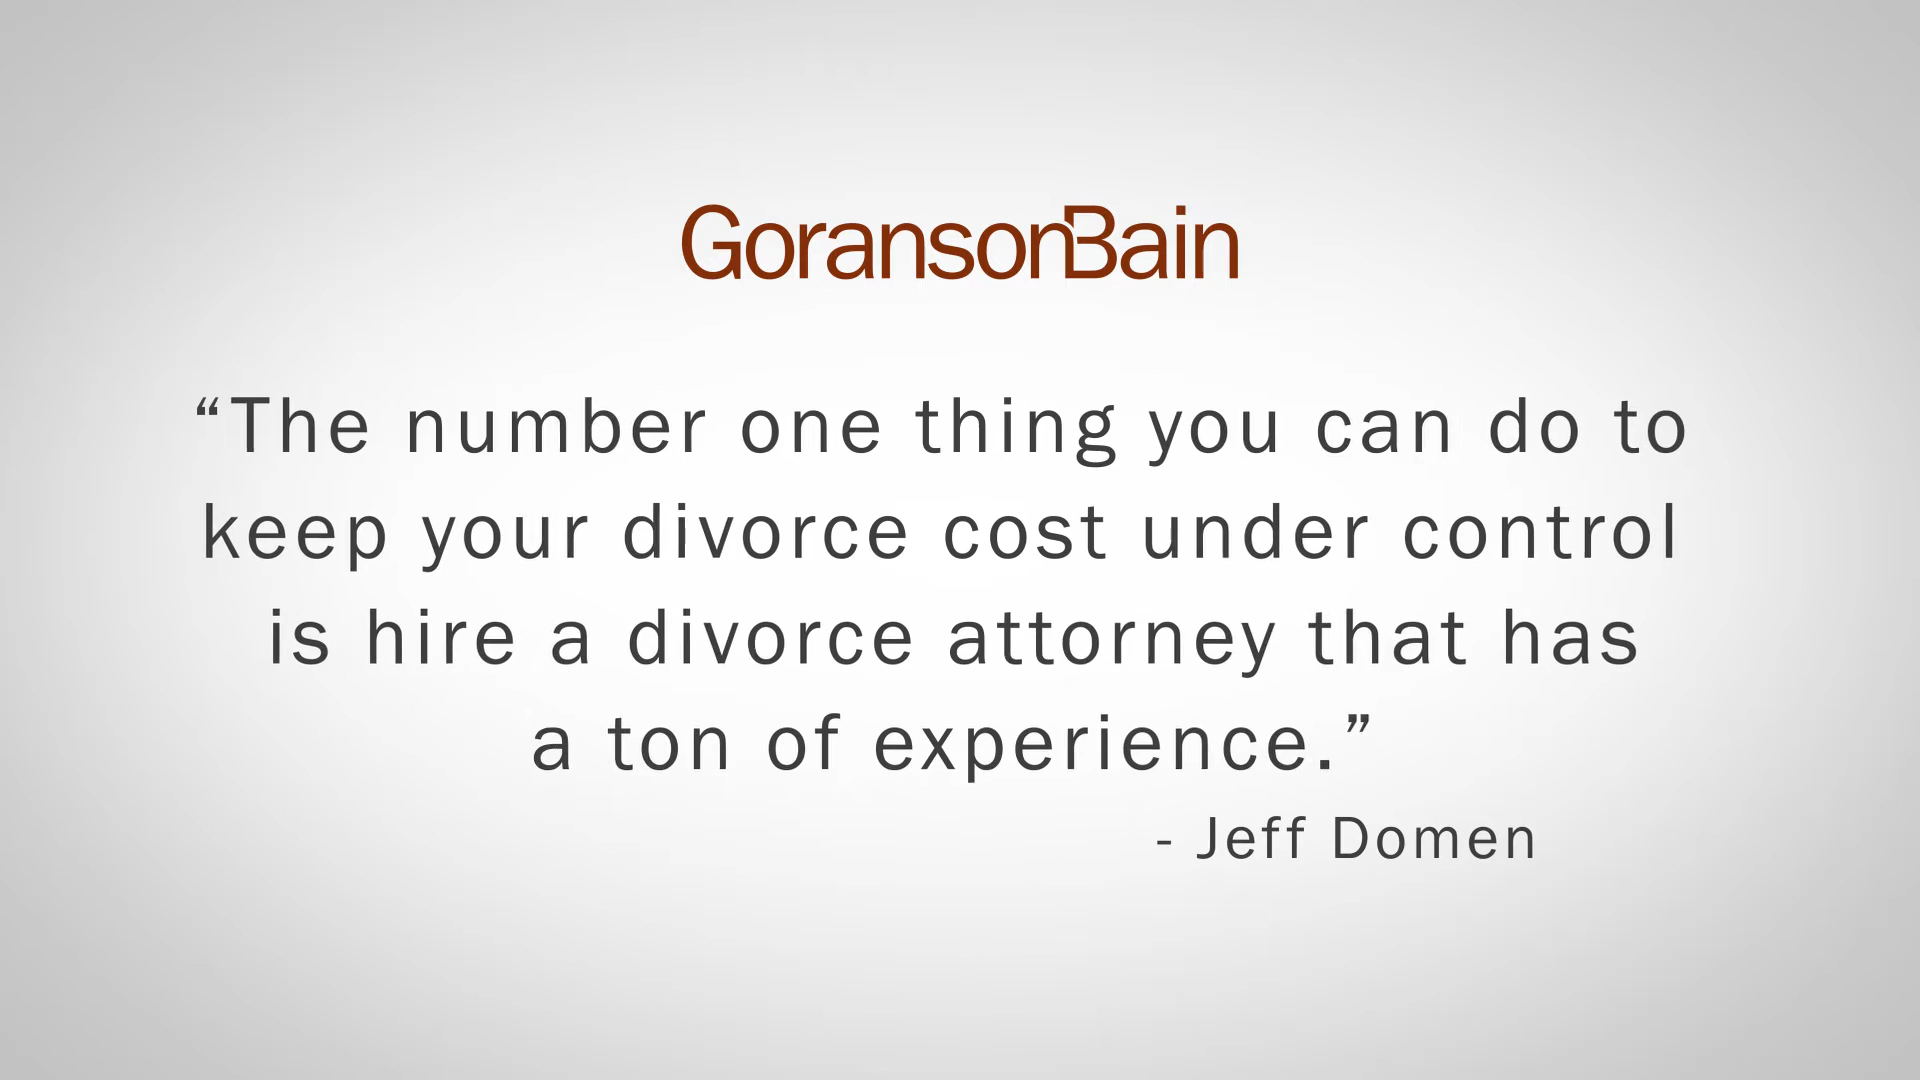 GoransonBain
“The number one thing you can do to
keep your divorce cost under control
is hire a divorce attorney that has
a ton of experience.”
- Jeff Domen